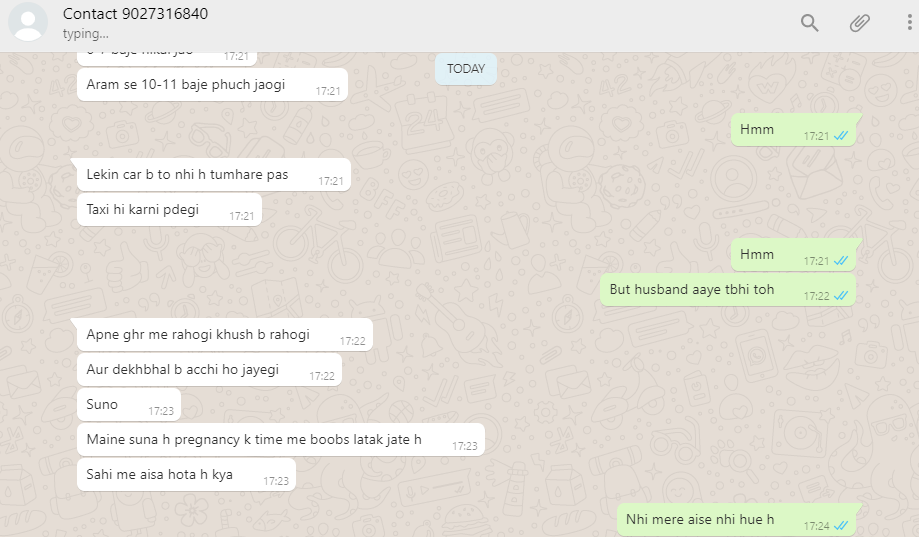 Contact 9027316840
typing...
17:21
TODAY
Aram se 10-11 baje phuch jaogi 17:21
Hmm 17:21
Lekin car b to nhi h tumhare pas 17:21
Taxi hi karni pdegi 17:21
Hmm 17:21
But husband aaye tbhi toh 17:22
Apne ghr me rahogi khush b rahogi 17:22
Aur dekhbhal b acchi ho jayegi 17:22
Suno 17:23
Maine suna h pregnancy k time me boobs latak jate h 17:23
Sahi me aisa hota h kya 17:23
Nhi mere aise nhi hue h 17:24